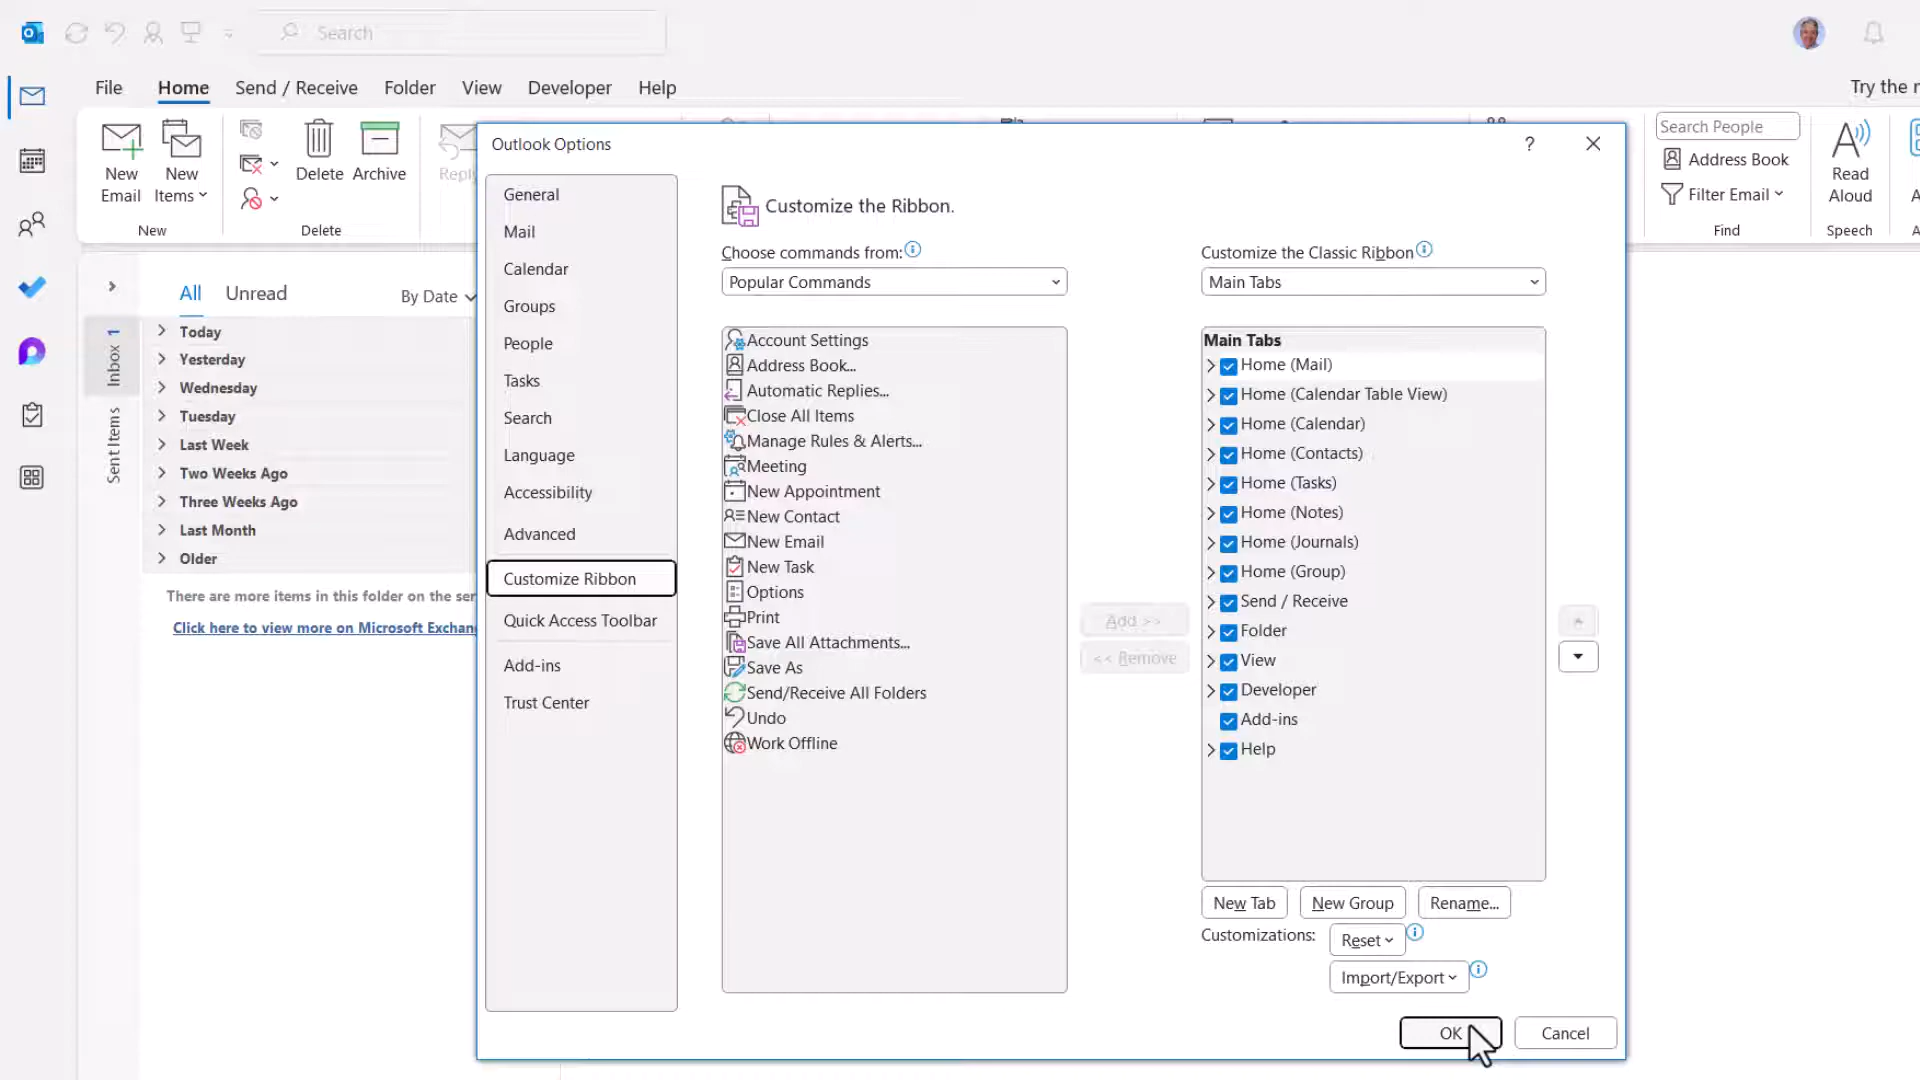 Search
File Home Send / Receive Folder View Developer Help
Try the
New Email
New Items
New
Delete
Archive
Delete
Search People
Address Book
Filter Email
Find
Read Aloud
Speech
All Unread By Date
Inbox 1
Sent Items
Today
Yesterday
Wednesday
Tuesday
Last Week
Two Weeks Ago
Three Weeks Ago
Last Month
Older
There are more items in this folder on the
Click here to view more on Microsoft
Outlook Options
?
General
Mail
Calendar
Groups
People
Tasks
Search
Language
Accessibility
Advanced
Customize Ribbon
Quick Access Toolbar
Add-ins
Trust Center
Customize the Ribbon.
Choose commands from:
Popular Commands
Account Settings
Address Book...
Automatic Replies...
Close All Items
Manage Rules & Alerts...
Meeting
New Appointment
New Contact
New Email
New Task
Options
Print
Save All Attachments...
Save As
Send/Receive All Folders
Undo
Work Offline
Add >>
<< Remove
Customize the Classic Ribbon
Main Tabs
Main Tabs
Home (Mail)
Home (Calendar Table View)
Home (Calendar)
Home (Contacts)
Home (Tasks)
Home (Notes)
Home (Journals)
Home (Group)
Send / Receive
Folder
View
Developer
Add-ins
Help
New Tab New Group Rename...
Customizations: Reset
Import/Export
OK Cancel